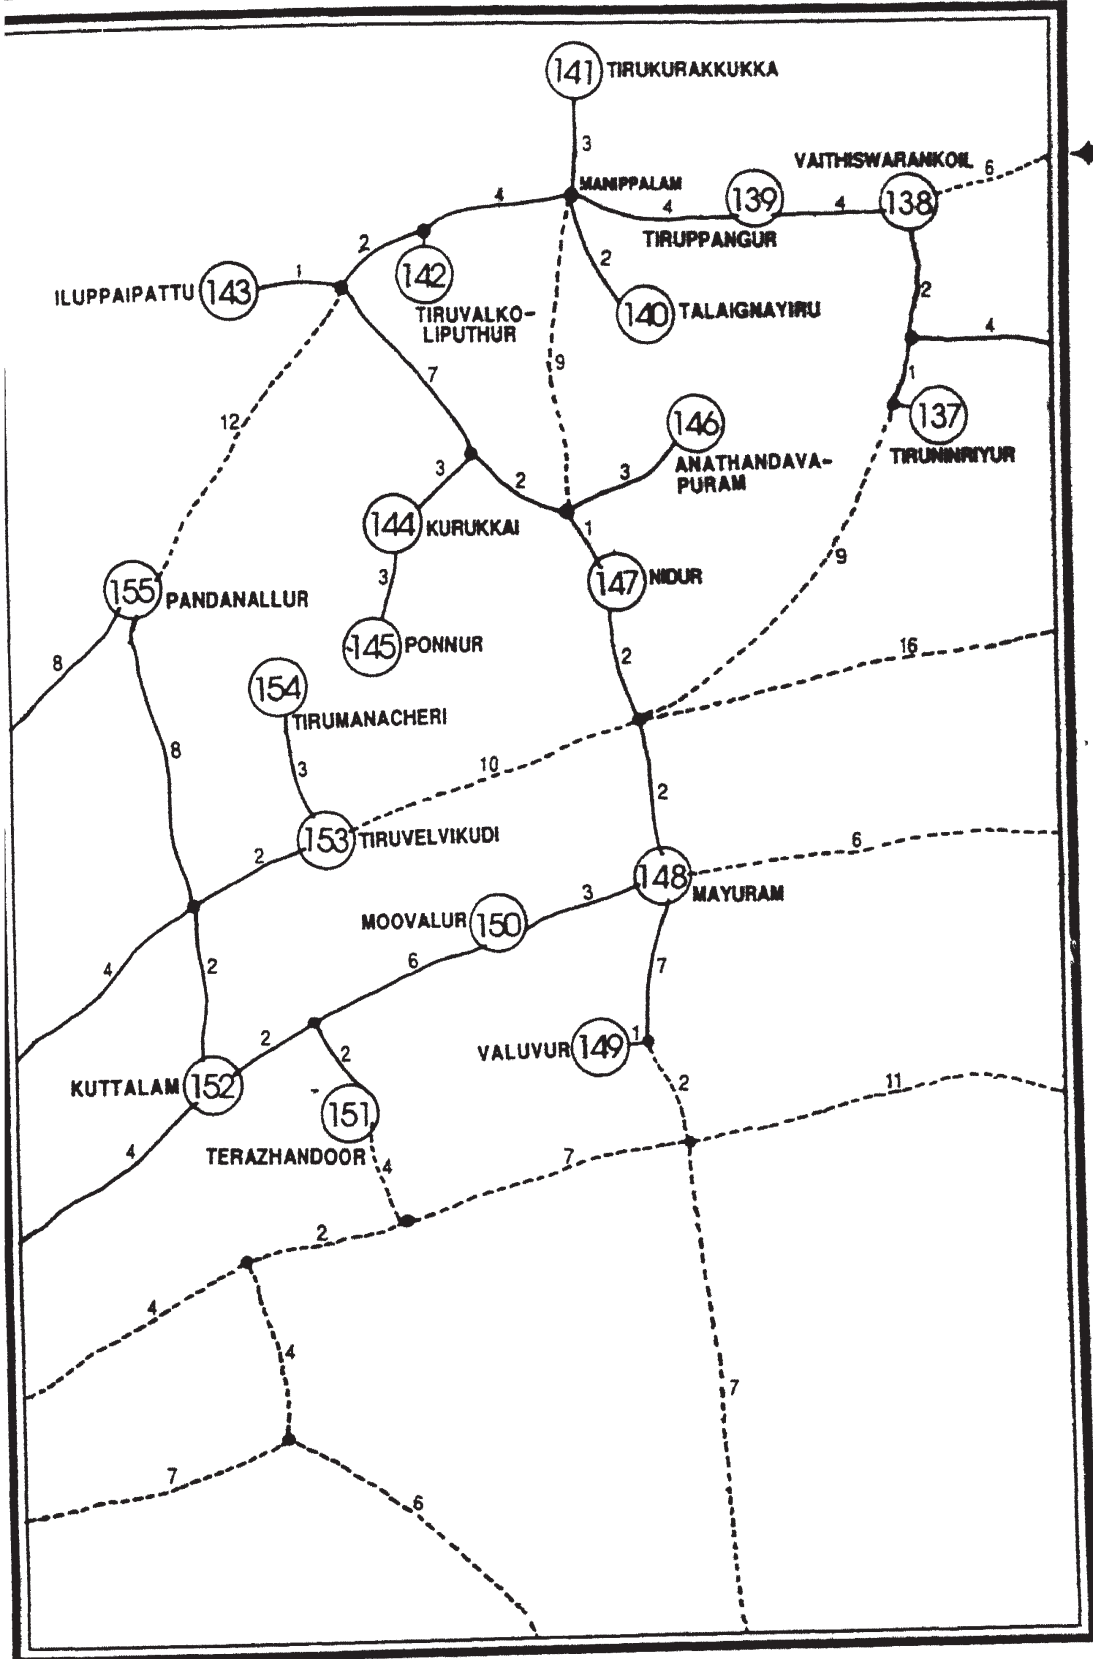 141 TIRUKURAKKUKKA
3
VAITHISWARANKOIL
6
MANIPPALAM
4
4
139
4
138
TIRUPPANGUR
2
142
2
2
1
ILUPPAIPATTU 143
140 TALAIGNAYIRU
TIRUVALKO-
LIPUTHUR
4
7
9
1
12
146
137
ANATHANDAVA-
PURAM
TIRUNINRIYUR
3
2
3
144 KURUKKAI
1
9
3
147 NIDUR
155 PANDANALLUR
145 PONNUR
8
2
16
154
TIRUMANACHERI
8
3
10
2
153 TIRUVELVIKUDI
2
6
148
MAYURAM
MOOVALUR 150
3
4
2
6
7
2
2
1
VALUVUR 149
KUTTALAM 152
2
11
151
TERAZHANDOOR
4
4
7
2
4
4
7
7
6